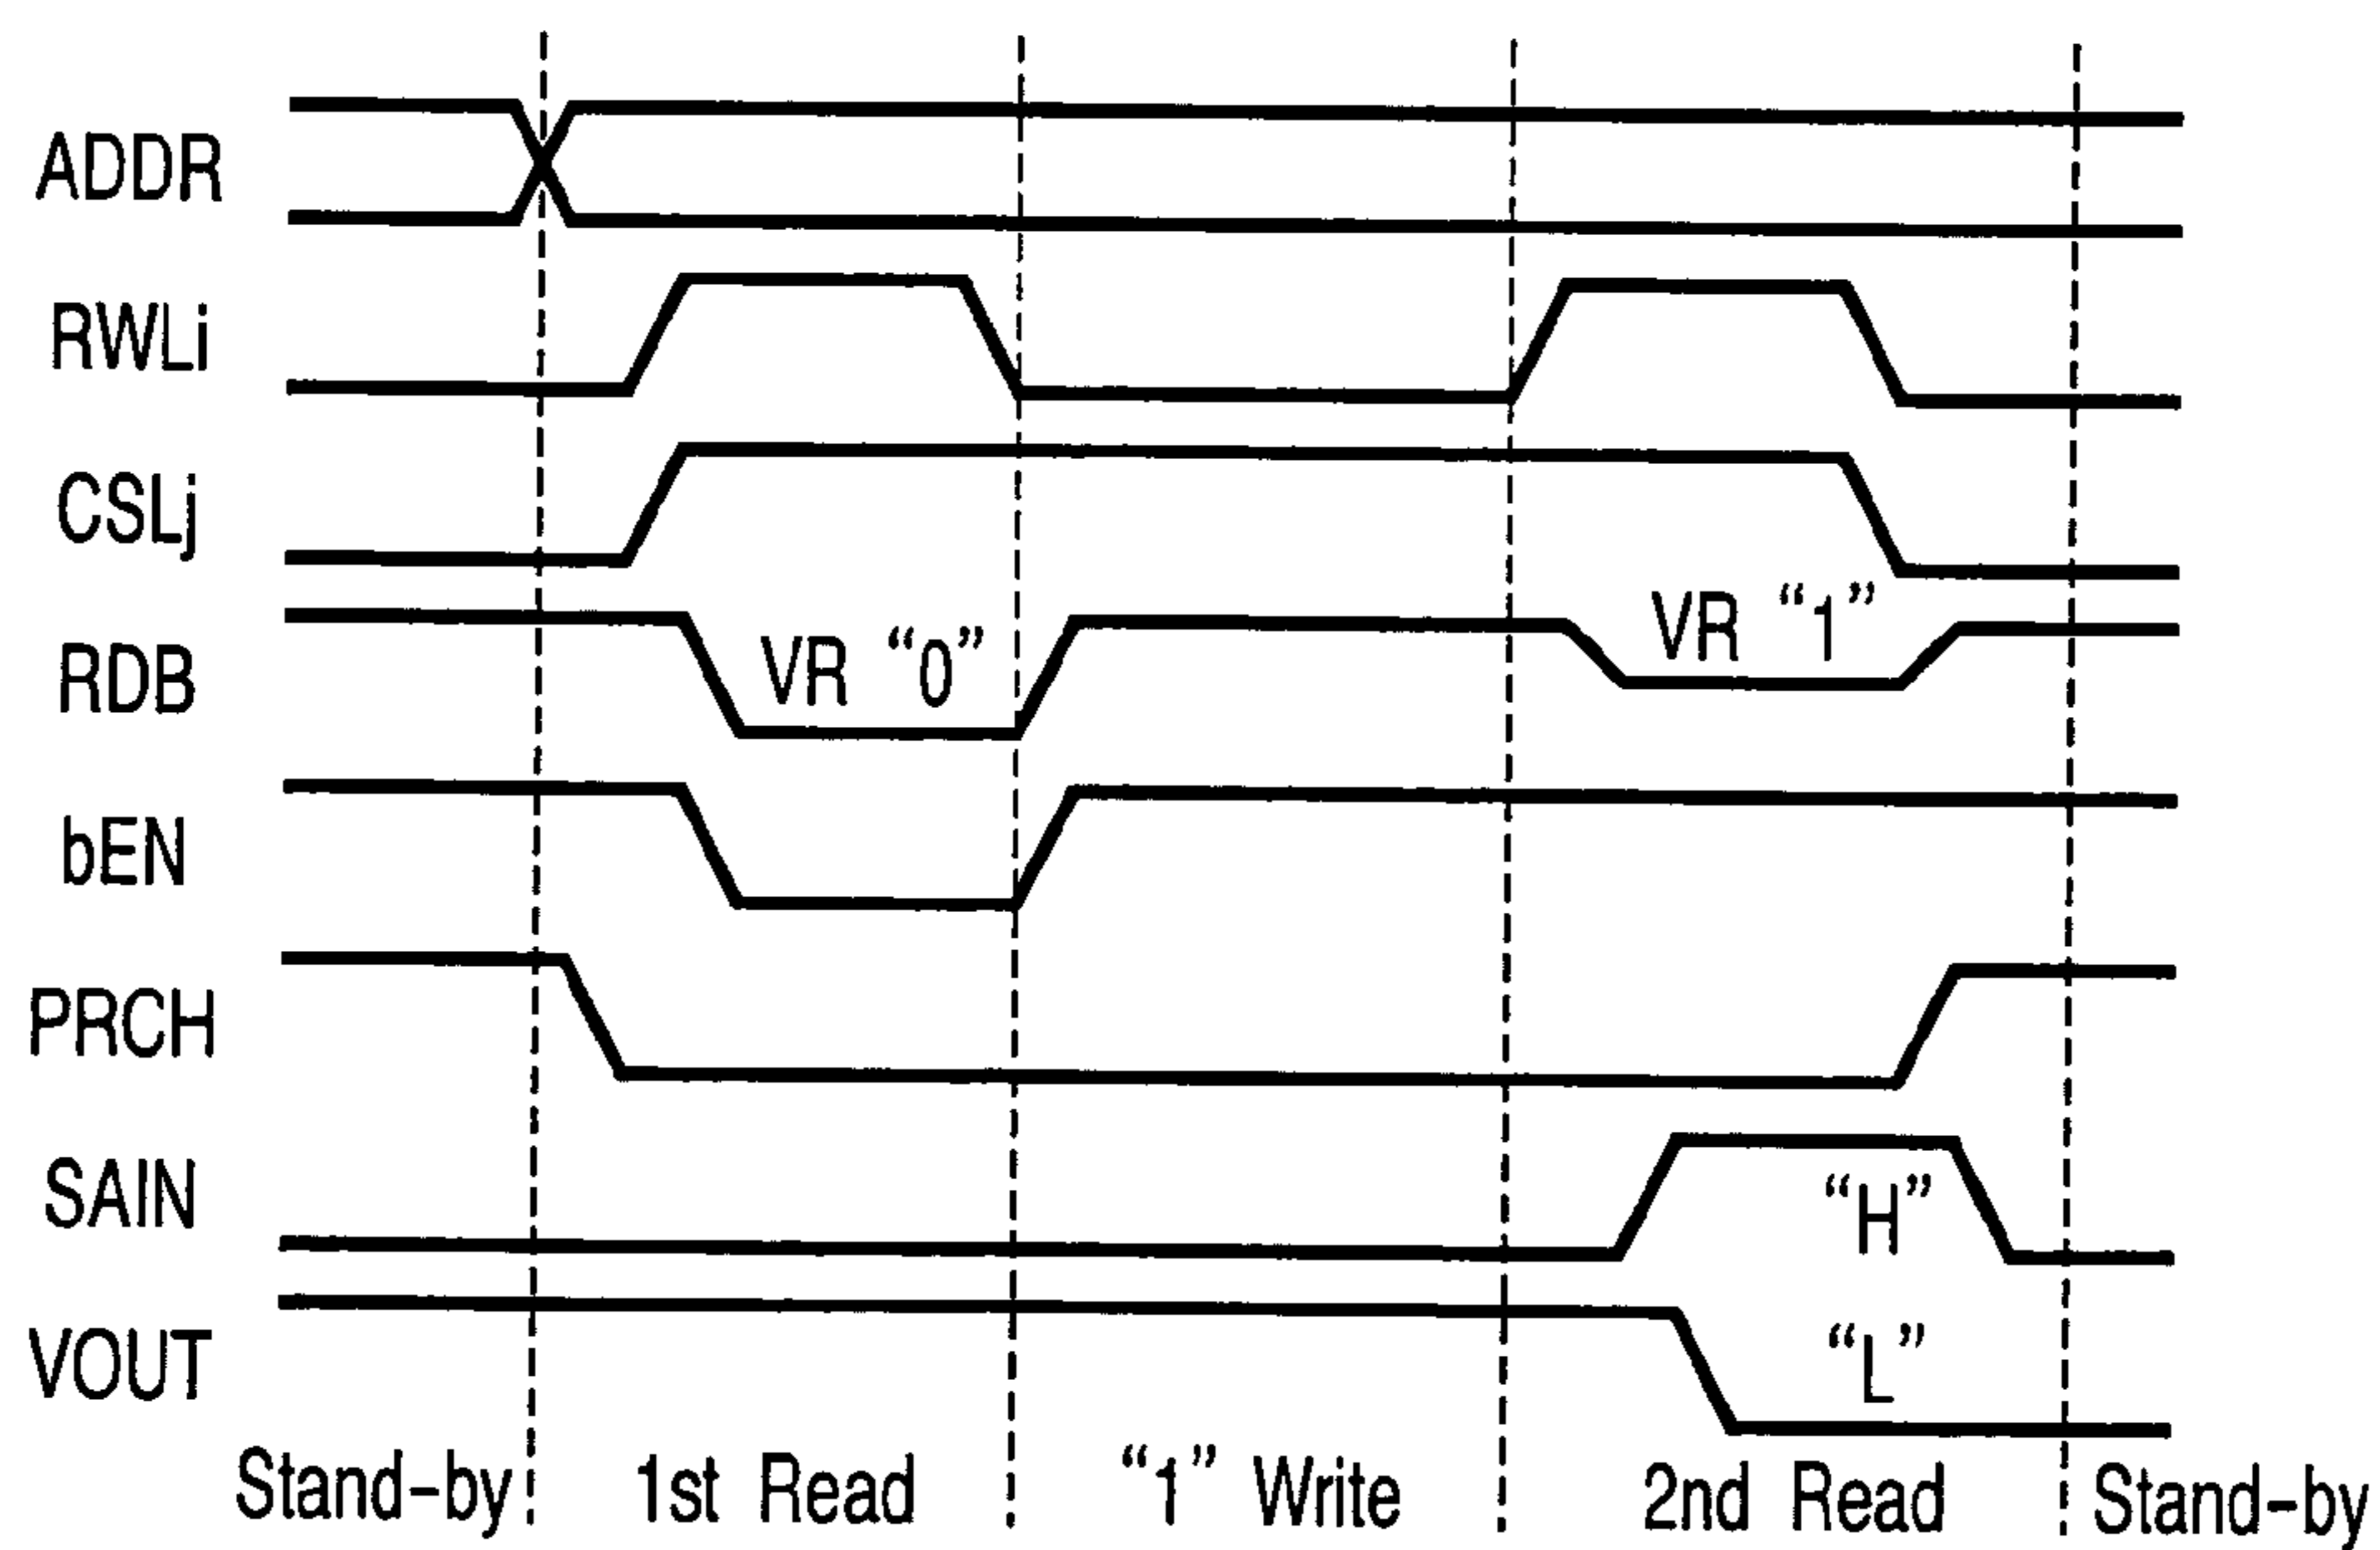 ADDR
RWLi
CSLj
RDB VR “0” VR “1”
bEN
PRCH
SAIN “H”
VOUT “L”
Stand-by 1st Read “1” Write 2nd Read Stand-by